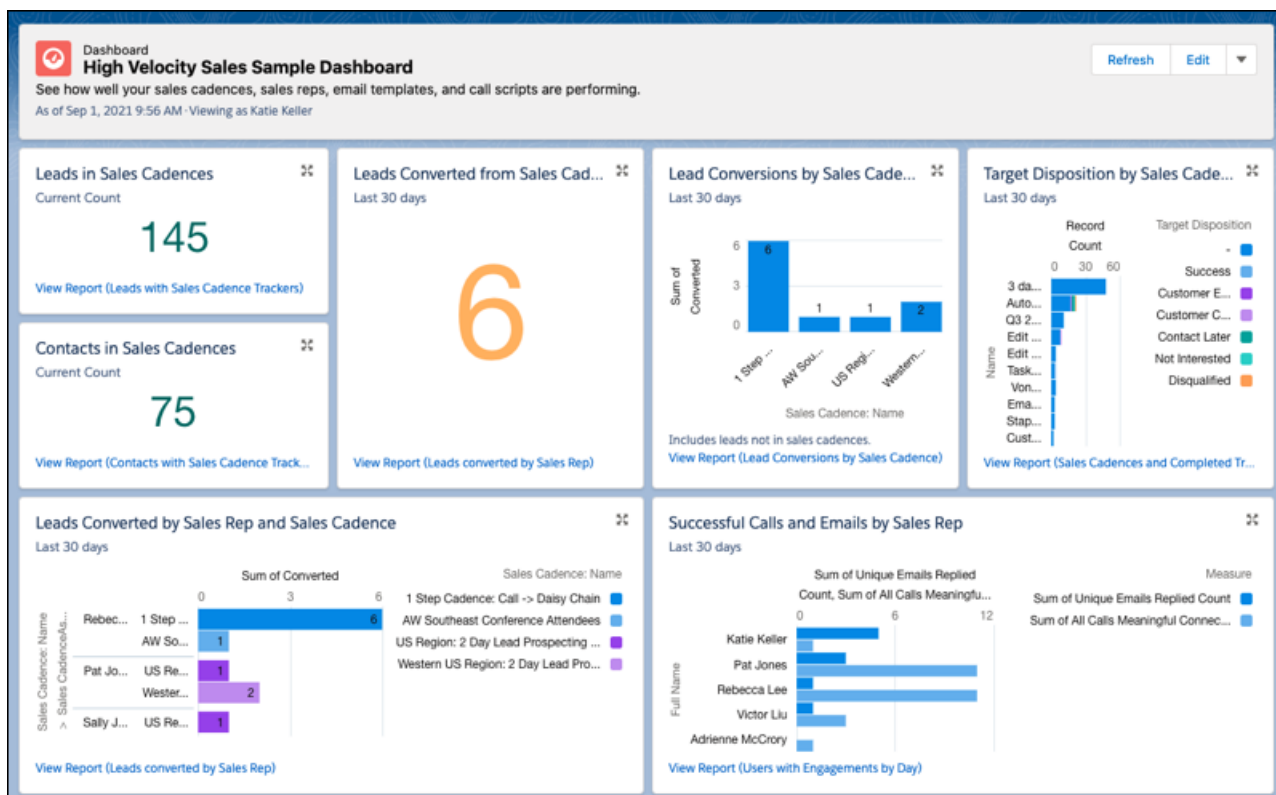 Dashboard
High Velocity Sales Sample Dashboard
See how well your sales cadences, sales reps, email templates, and call scripts are performing.
As of Sep 1, 2021 9:56 AM·Viewing as Katie Keller
Refresh
Edit
Leads in Sales Cadences
Current Count
145
View Report (Leads with Sales Cadence Trackers)
Contacts in Sales Cadences
Current Count
75
View Report (Contacts with Sales Cadence Track...
Leads Converted from Sales Cad...
Last 30 days
6
View Report (Leads converted by Sales Rep)
Lead Conversions by Sales Cade...
Last 30 days
Sum of
Converted
6
3
0
6
1
1
2
1 Step ...
AW Sou...
US Regi...
Western...
Sales Cadence: Name
Includes leads not in sales cadences.
View Report (Lead Conversions by Sales Cadence)
Target Disposition by Sales Cade...
Last 30 days
Record
Count
0 30 60
Name
3 da...
Auto...
Q3 2...
Edit ...
Edit ...
Task...
Von...
Ema...
Stap...
Cust...
Target Disposition
-
Success
Customer E...
Customer C...
Contact Later
Not Interested
Disqualified
View Report (Sales Cadences and Completed Tr...
Leads Converted by Sales Rep and Sales Cadence
Last 30 days
Sum of Converted
0 3 6
Sales Cadence: Name
> Sales CadenceAs...
Rebec... 1 Step ... 6
AW So... 1
Pat Jo... US Re... 1
Wester... 2
Sally J... US Re... 1
Sales Cadence: Name
1 Step Cadence: Call -> Daisy Chain
AW Southeast Conference Attendees
US Region: 2 Day Lead Prospecting ...
Western US Region: 2 Day Lead Pro...
View Report (Leads converted by Sales Rep)
Successful Calls and Emails by Sales Rep
Last 30 days
Sum of Unique Emails Replied
Count, Sum of All Calls Meaningfu...
0 6 12
Full Name
Katie Keller
Pat Jones
Rebecca Lee
Victor Liu
Adrienne McCrory
Measure
Sum of Unique Emails Replied Count
Sum of All Calls Meaningful Connec...
View Report (Users with Engagements by Day)